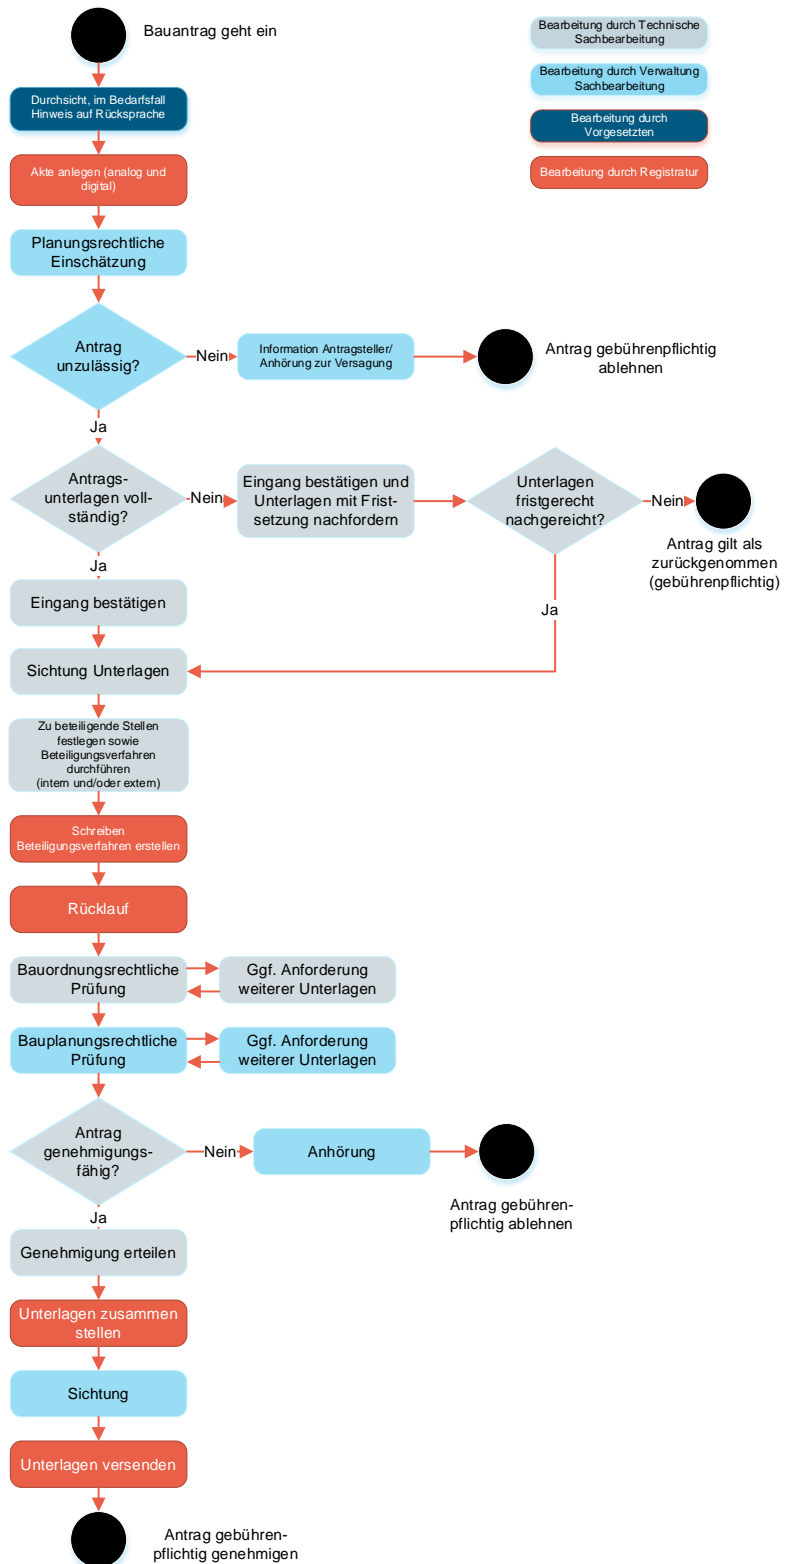 Bauantrag geht ein
Bearbeitung durch Technische
Sachbearbeitung
Bearbeitung durch Verwaltung
Sachbearbeitung
Bearbeitung durch
Vorgesetzten
Bearbeitung durch Registratur
Durchsicht, im Bedarfsfall
Hinweis auf Rücksprache
Akte anlegen (analog und
digital)
Planungsrechtliche
Einschätzung
Antrag
unzulässig?
Nein
Information Antragsteller/
Anhörung zur Versagung
Antrag gebührenpflichtig
ablehnen
Ja
Antrags-
unterlagen voll-
ständig?
Nein
Eingang bestätigen und
Unterlagen mit Frist-
setzung nachfordern
Unterlagen
fristgerecht
nachgereicht?
Nein
Antrag gilt als
zurückgenommen
(gebührenpflichtig)
Ja
Ja
Eingang bestätigen
Sichtung Unterlagen
Zu beteiligende Stellen
festlegen sowie
Beteiligungsverfahren
durchführen
(intern und/oder extern)
Schreiben
Beteiligungsverfahren erstellen
Rücklauf
Bauordnungsrechtliche
Prüfung
Ggf. Anforderung
weiterer Unterlagen
Bauplanungsrechtliche
Prüfung
Ggf. Anforderung
weiterer Unterlagen
Antrag
genehmigungs-
fähig?
Nein
Anhörung
Antrag gebühren-
pflichtig ablehnen
Ja
Genehmigung erteilen
Unterlagen zusammen
stellen
Sichtung
Unterlagen versenden
Antrag gebühren-
pflichtig genehmigen